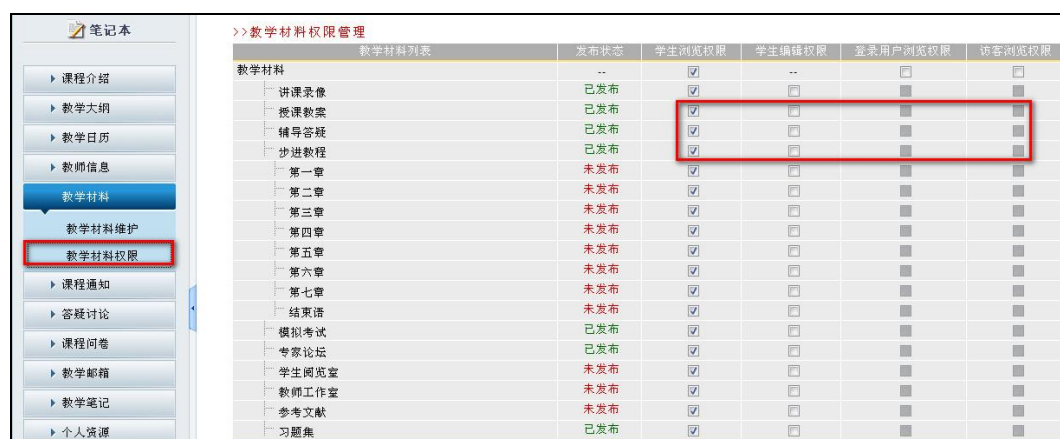 笔记本
课程介绍
教学大纲
教学日历
教师信息
教学材料
教学材料维护
教学材料权限
课程通知
答疑讨论
课程问卷
教学邮箱
教学笔记
个人资源
>>教学材料权限管理
教学材料列表 发布状态 学生浏览权限 学生编辑权限 登录用户浏览权限 访客浏览权限
教学材料 -- --
讲课录像 已发布
授课教案 已发布
辅导答疑 已发布
步进教程 已发布
第一章 未发布
第二章 未发布
第三章 未发布
第四章 未发布
第五章 未发布
第六章 未发布
第七章 未发布
结束语 未发布
模拟考试 已发布
专家论坛 已发布
学生阅览室 未发布
教师工作室 未发布
参考文献 未发布
习题集 已发布